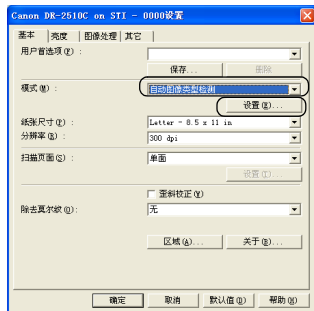 Canon DR-2510C on STI - 0000设置
基本 亮度 图像处理 其它
用户首选项(P):
保存... 删除
模式(M): 自动图像类型检测
设置(E)...
纸张尺寸(P): Letter - 8.5 x 11 in
分辨率(B): 300 dpi
扫描页面(S): 单面
设置(T)...
歪斜校正(Y)
除去莫尔纹(O): 无
区域(A)... 关于(B)...
确定 取消 默认值(D) 帮助(H)